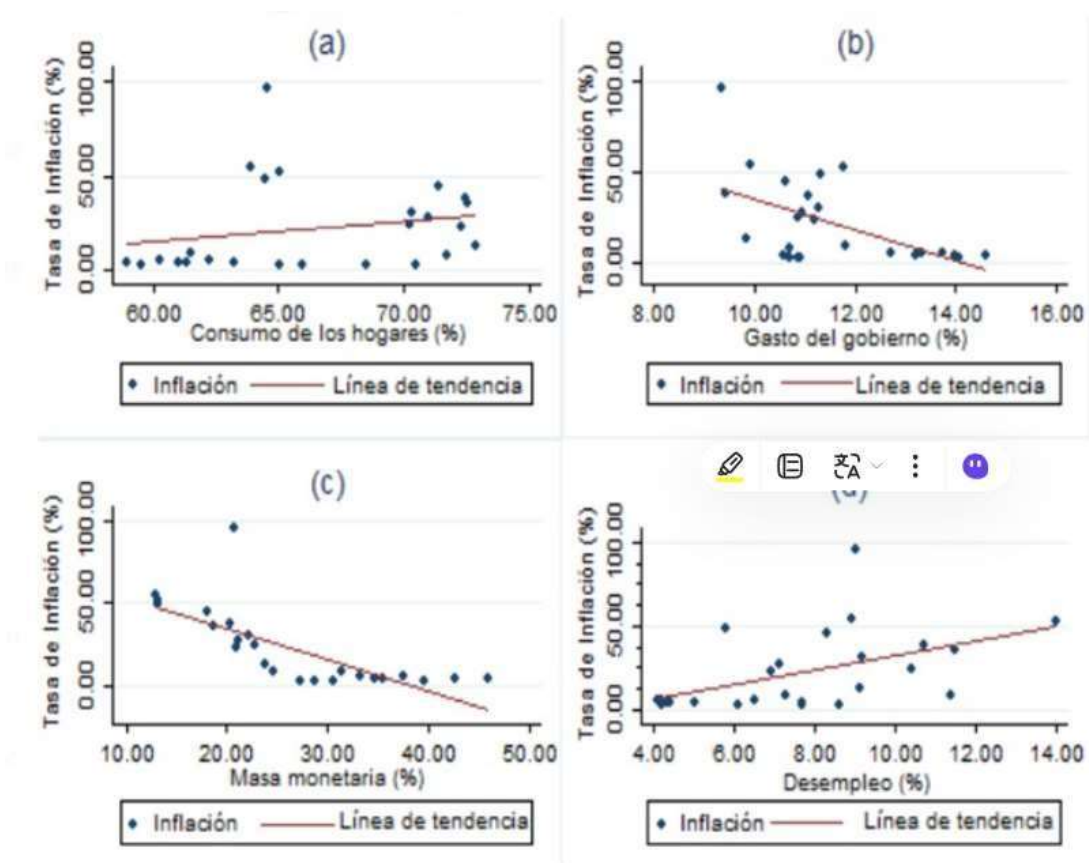 (a)
Tasa de Inflación (%)
100.00
50.00
0.00
60.00 65.00 70.00 75.00
Consumo de los hogares (%)
Inflación Línea de tendencia
(b)
Tasa de Inflación (%)
100.00
50.00
0.00
8.00 10.00 12.00 14.00 16.00
Gasto del gobierno (%)
Inflación Línea de tendencia
(c)
Tasa de Inflación (%)
100.00
50.00
0.00
10.00 20.00 30.00 40.00 50.00
Masa monetaria (%)
Inflación Línea de tendencia
Tasa de Inflación (%)
100.00
50.00
0.00
4.00 6.00 8.00 10.00 12.00 14.00
Desempleo (%)
Inflación Línea de tendencia